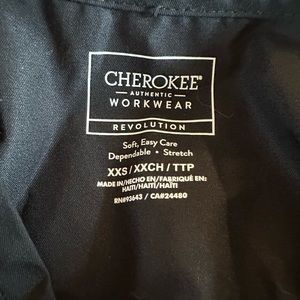 CHEROKEE®
AUTHENTIC
WORKWEAR
REVOLUTION
Soft, Easy Care
Dependable • Stretch
XXS / XXCH / TTP
MADE IN/HECHO EN/FABRIQUÉ EN:
HAITI/HAITÍ/HAÏTI
RN#93643 / CA#24480